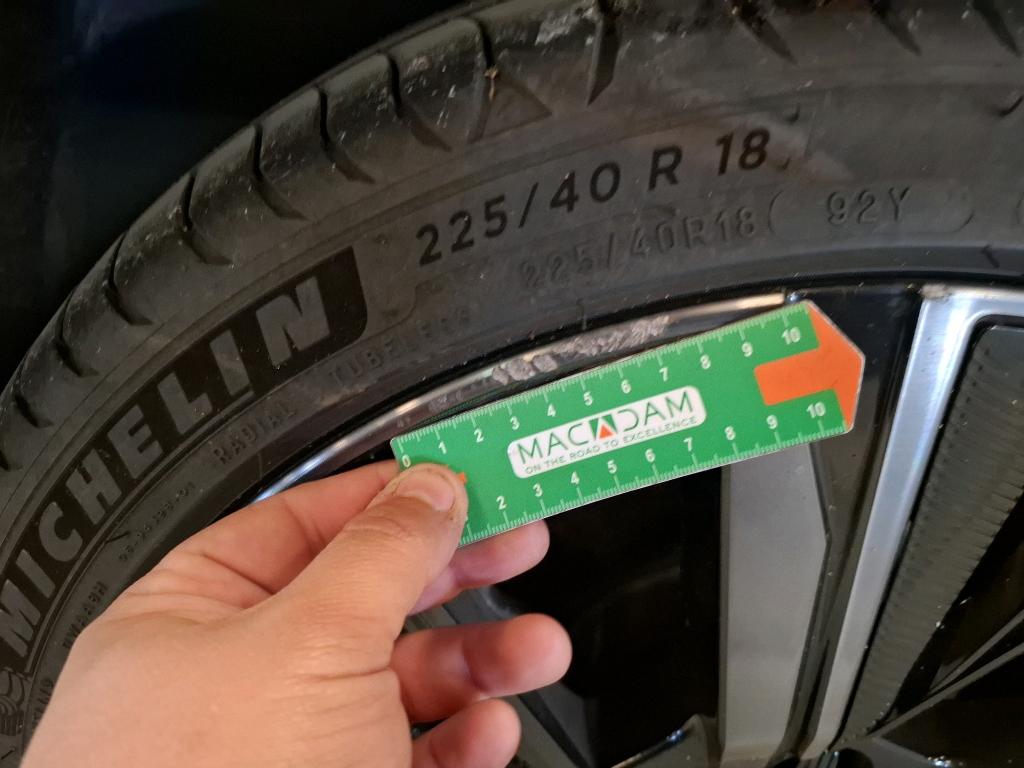 225/40 R 18
225/40R18 92Y
MICHELIN
TUBELESS
RADIAL
0 1 2 3 4 5 6 7 8 9 10
MACADAM
ON THE ROAD TO EXCELLENCE
2 3 4 5 6 7 8 9 10